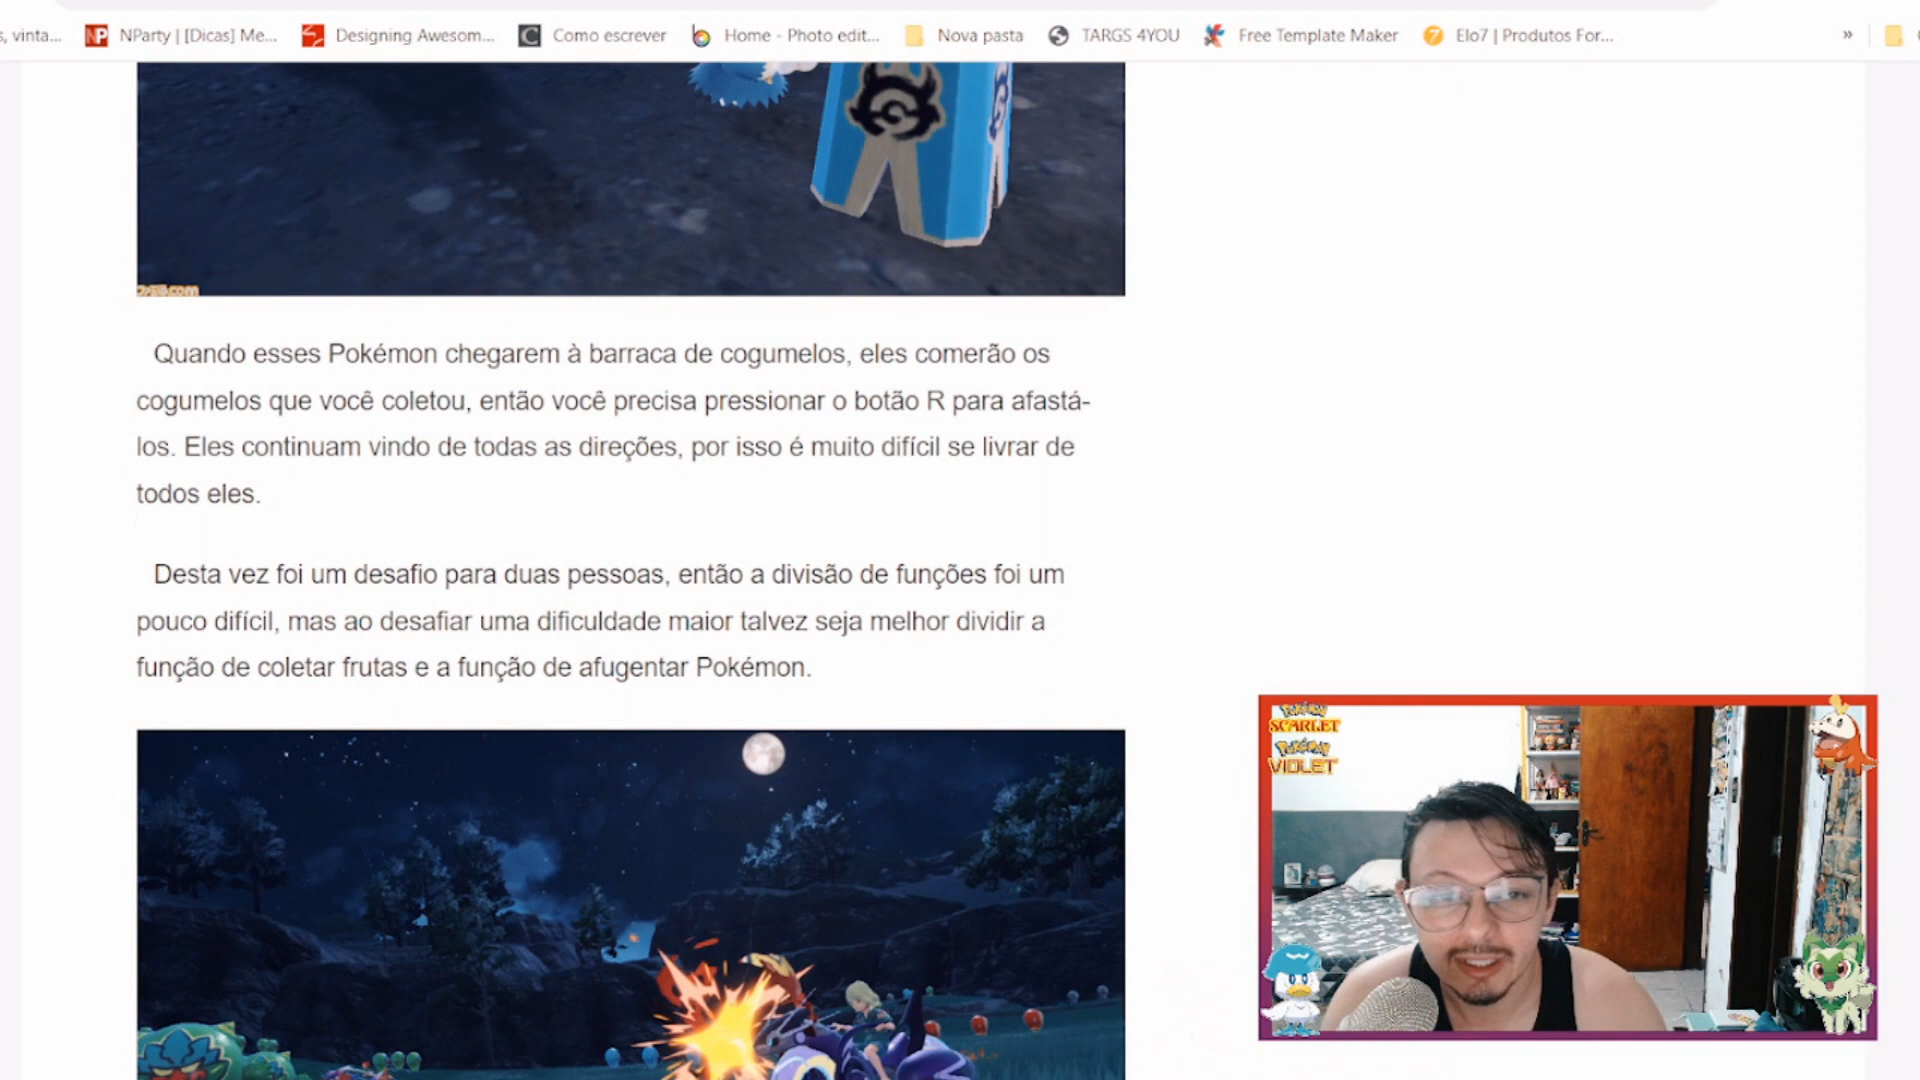 s, vinta...
NP NParty | [Dicas] Me...
Designing Awesom...
C Como escrever
Home - Photo edit...
Nova pasta
TARGS 4YOU
Free Template Maker
Elo7 | Produtos For...
»
Quando esses Pokémon chegarem à barraca de cogumelos, eles comerão os
cogumelos que você coletou, então você precisa pressionar o botão R para afastá-
los. Eles continuam vindo de todas as direções, por isso é muito difícil se livrar de
todos eles.
Desta vez foi um desafio para duas pessoas, então a divisão de funções foi um
pouco difícil, mas ao desafiar uma dificuldade maior talvez seja melhor dividir a
função de coletar frutas e a função de afugentar Pokémon.
Pokémon
SCARLET
Pokémon
VIOLET